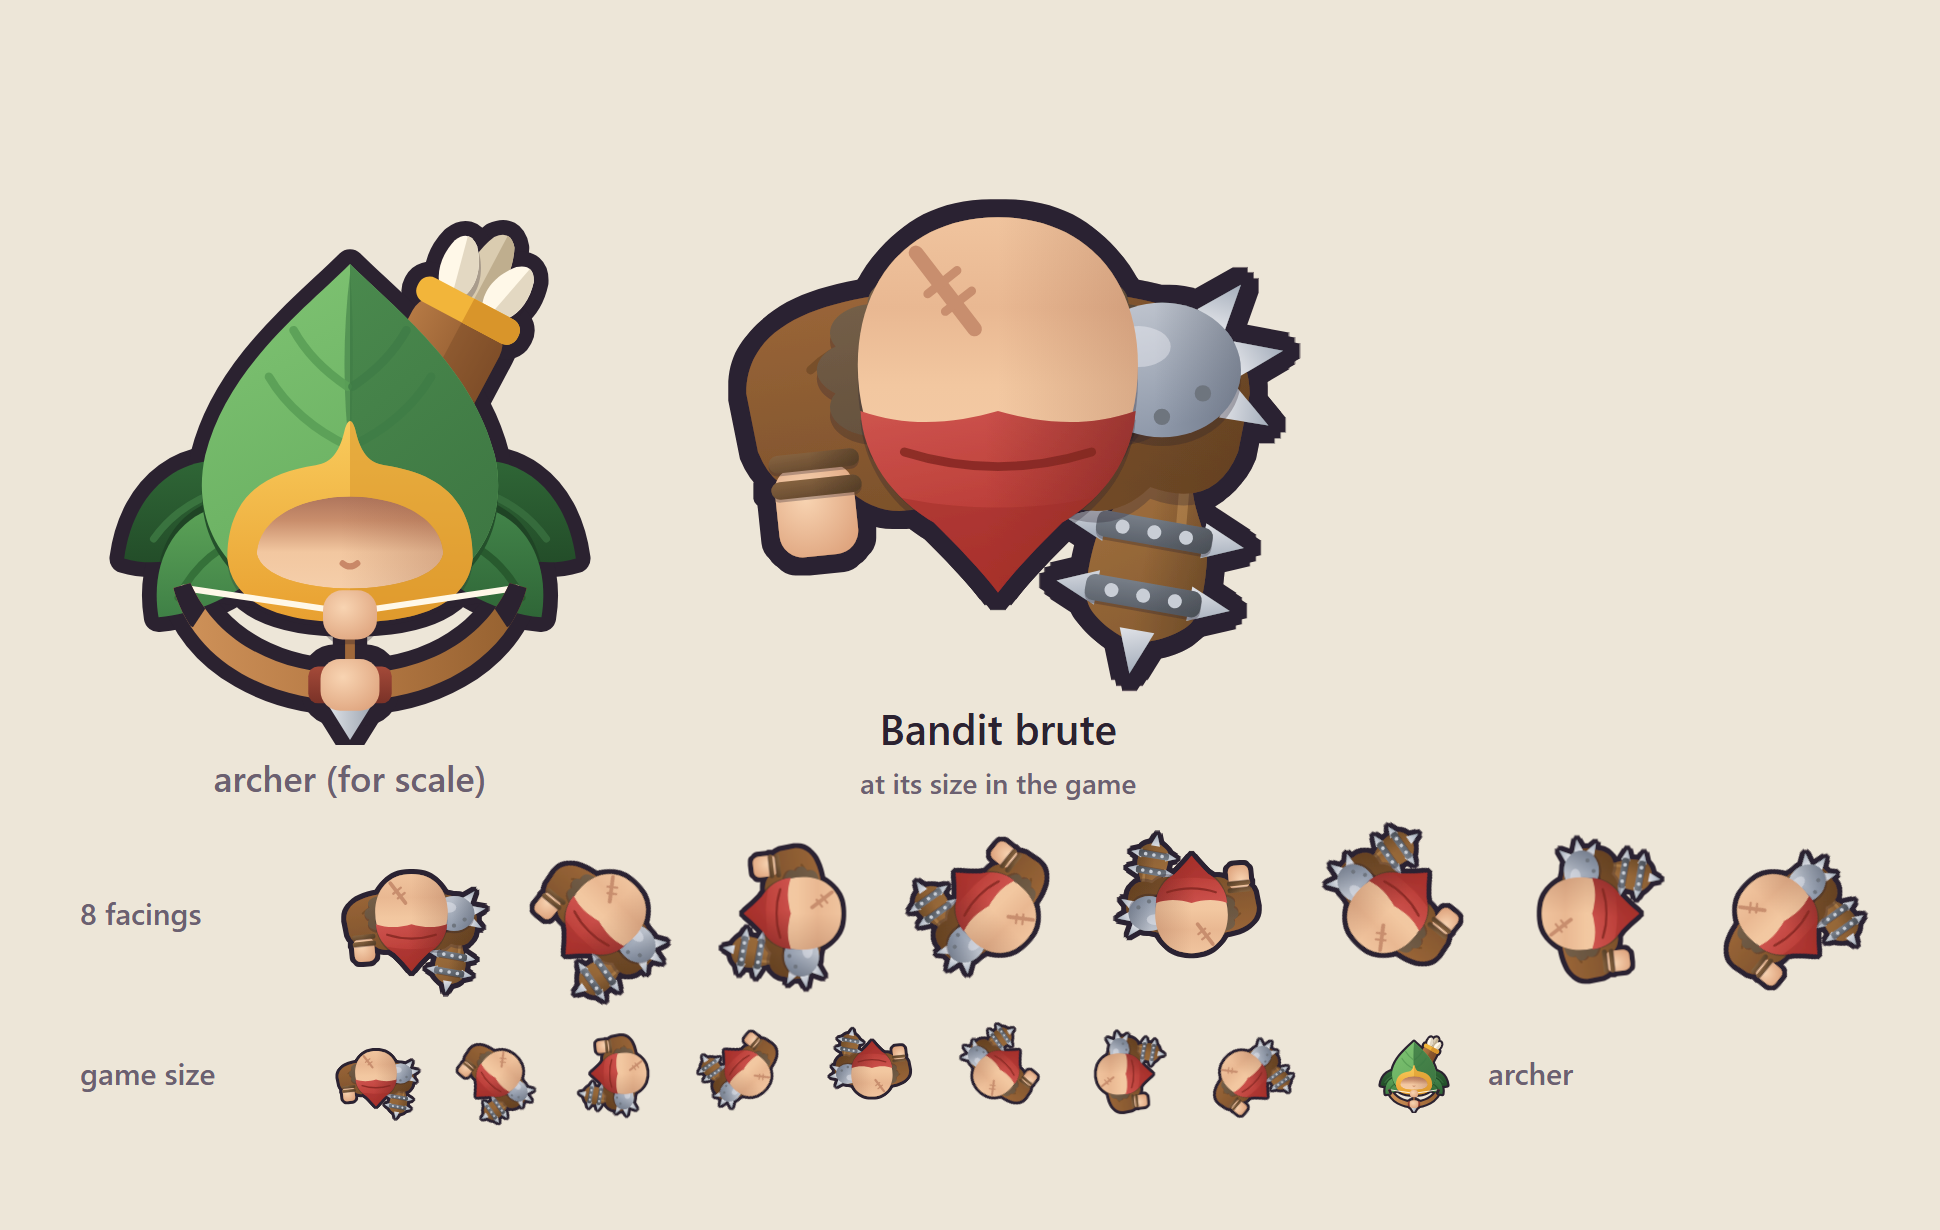 Bandit brute
archer (for scale)
at its size in the game
8 facings
game size
archer